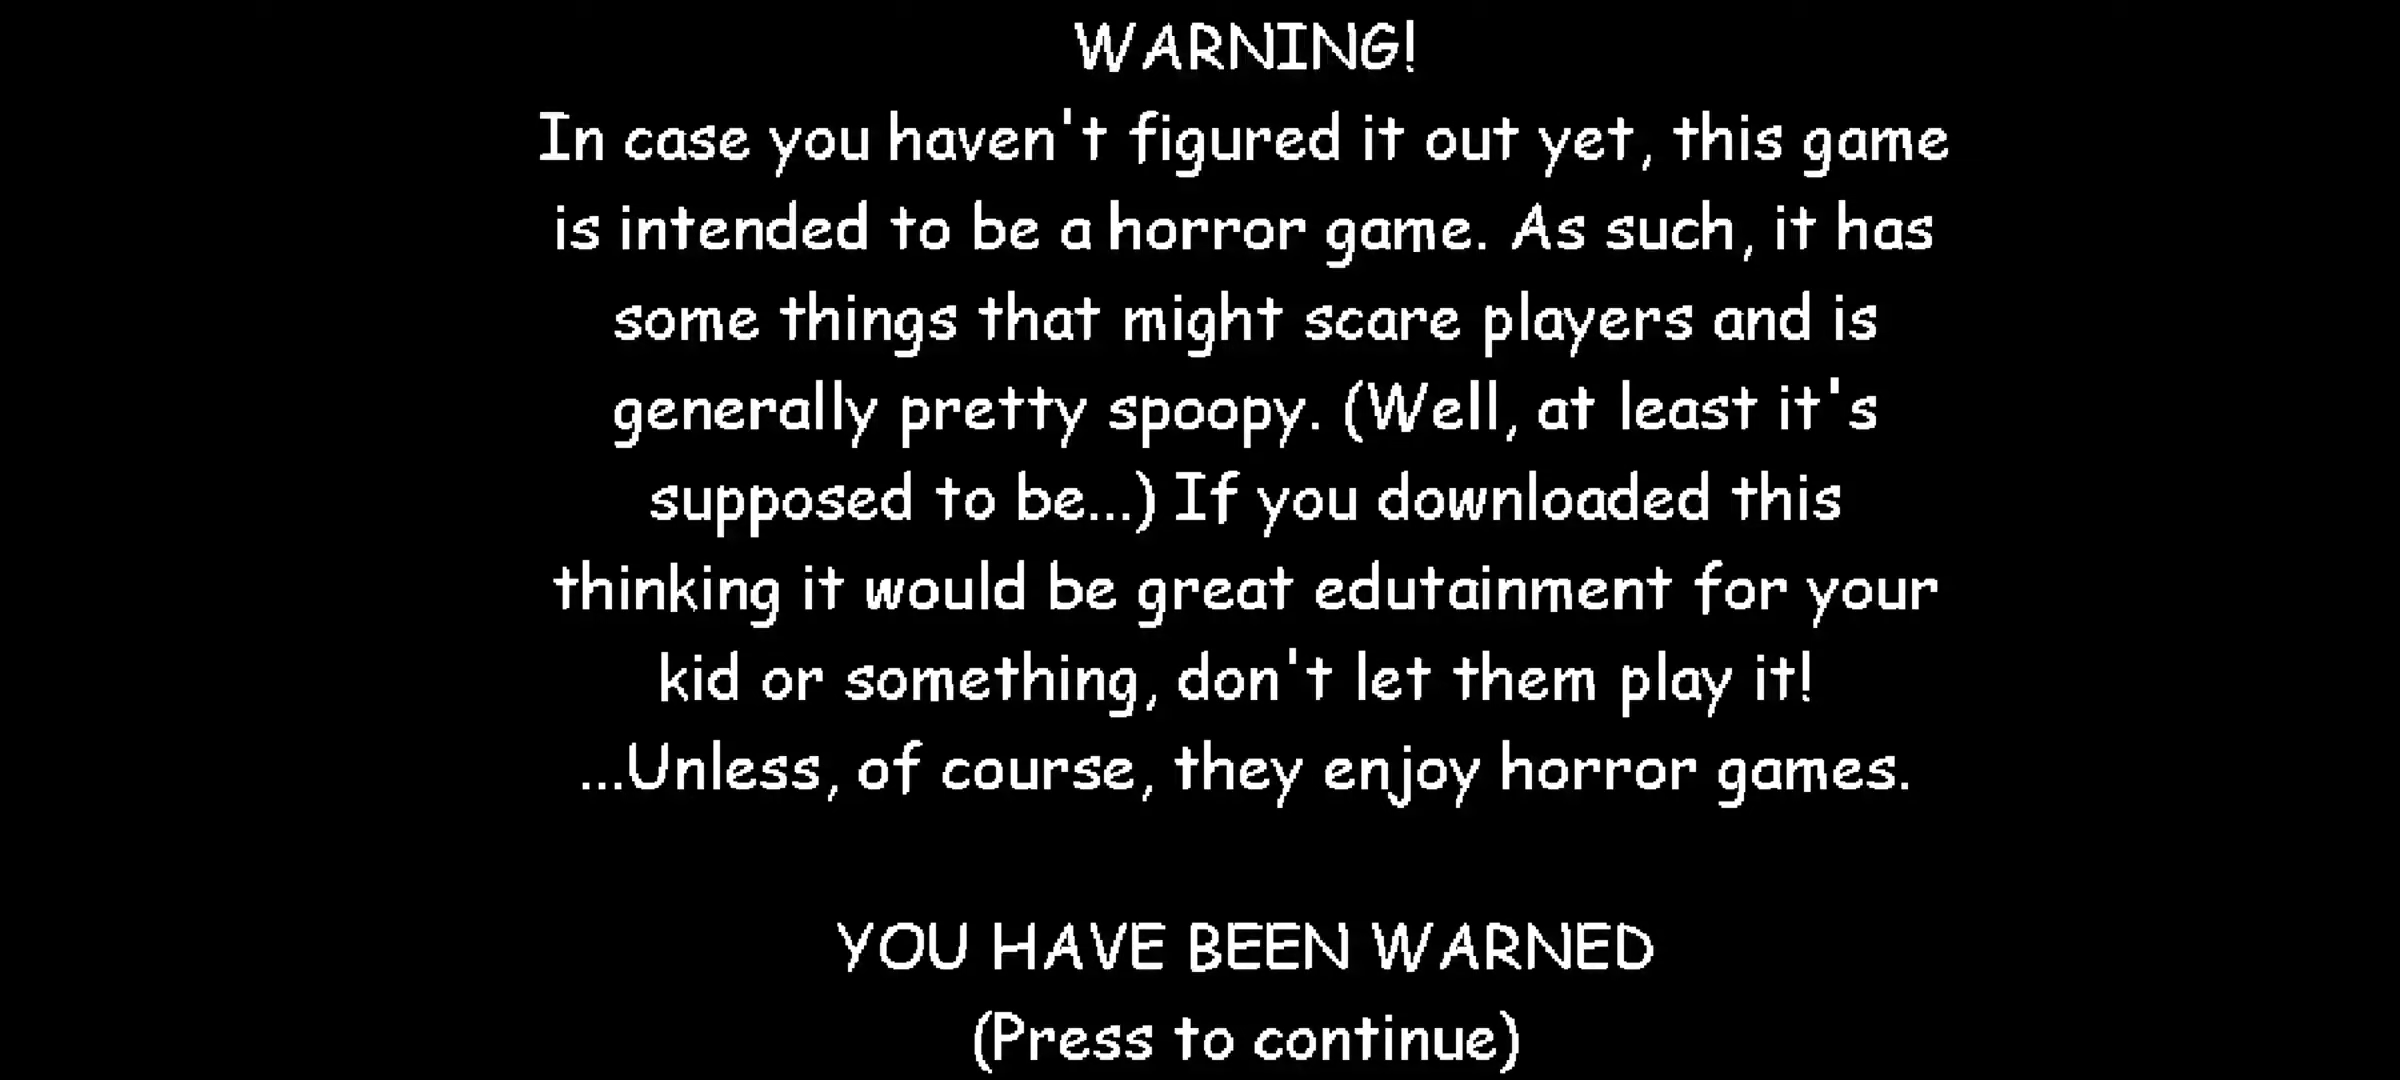 WARNING!
In case you haven't figured it out yet, this game
is intended to be a horror game. As such, it has
some things that might scare players and is
generally pretty spoopy. (Well, at least it's
supposed to be...) If you downloaded this
thinking it would be great edutainment for your
kid or something, don't let them play it!
...Unless, of course, they enjoy horror games.
YOU HAVE BEEN WARNED
(Press to continue)